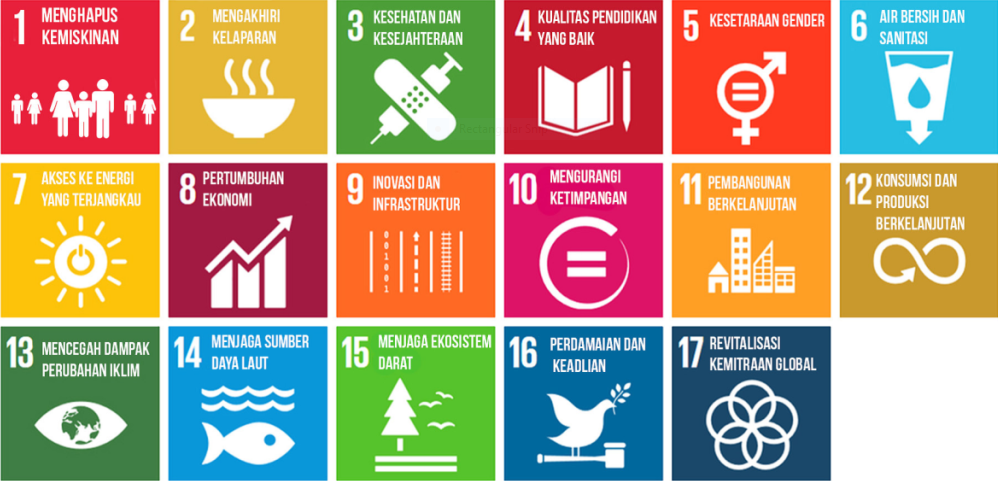 1 MENGHAPUS
KEMISKINAN
2 MENGAKHIRI
KELAPARAN
3 KESEHATAN DAN
KESEJAHTERAAN
4 KUALITAS PENDIDIKAN
YANG BAIK
5 KESETARAAN GENDER
6 AIR BERSIH DAN
SANITASI
7 AKSES KE ENERGI
YANG TERJANGKAU
8 PERTUMBUHAN
EKONOMI
9 INOVASI DAN
INFRASTRUKTUR
001001
10 MENGURANGI
KETIMPANGAN
11 PEMBANGUNAN
BERKELANJUTAN
12 KONSUMSI DAN
PRODUKSI
BERKELANJUTAN
13 MENCEGAH DAMPAK
PERUBAHAN IKLIM
14 MENJAGA SUMBER
DAYA LAUT
15 MENJAGA EKOSISTEM
DARAT
16 PERDAMAIAN DAN
KEADLIAN
17 REVITALISASI
KEMITRAAN GLOBAL